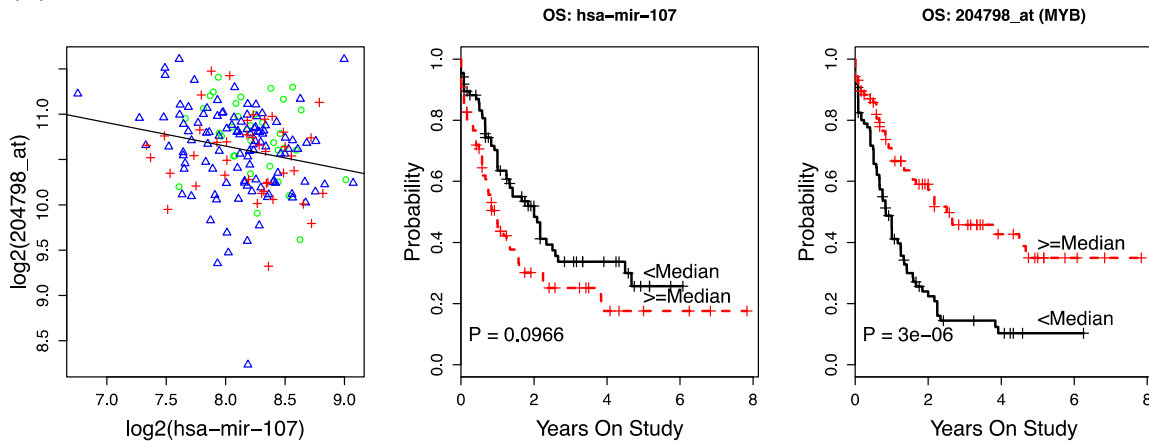 OS: hsa-mir-107
OS: 204798_at (MYB)
log2(204798_at)
11.0
10.5
10.0
9.5
9.0
8.5
7.0 7.5 8.0 8.5 9.0
log2(hsa-mir-107)
Probability
1.0
0.8
0.6
0.4
0.2
0.0
<Median
>=Median
P = 0.0966
0 2 4 6 8
Years On Study
Probability
1.0
0.8
0.6
0.4
0.2
0.0
>=Median
<Median
P = 3e-06
0 2 4 6 8
Years On Study